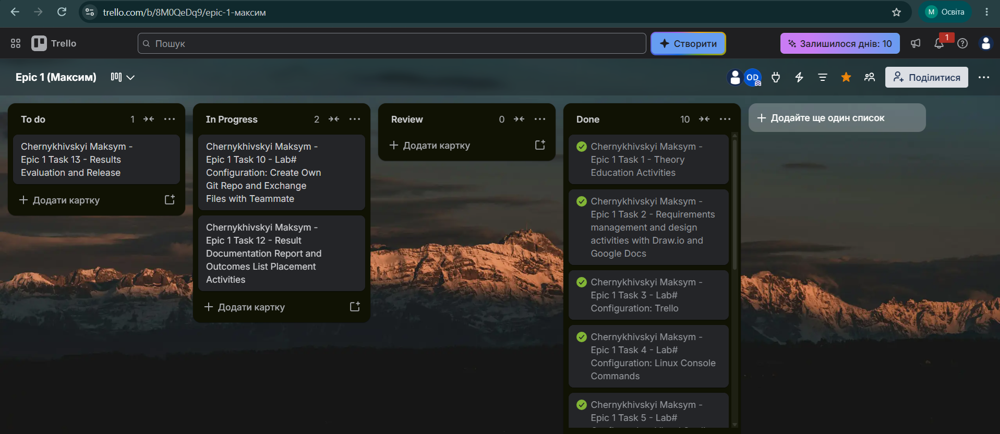 trello.com/b/8M0QeDq9/epic-1-максим
М Освіта
Trello
Пошук
Створити
Залишилося днів: 10
1
Epic 1 (Максим)
OD
Поділитися
To do 1
Chernykhivskyi Maksym -
Epic 1 Task 13 - Results
Evaluation and Release
Додати картку
In Progress 2
Chernykhivskyi Maksym -
Epic 1 Task 10 - Lab#
Configuration: Create Own
Git Repo and Exchange
Files with Teammate
Chernykhivskyi Maksym -
Epic 1 Task 12 - Result
Documentation Report and
Outcomes List Placement
Activities
Додати картку
Review 0
Додати картку
Done 10
Chernykhivskyi Maksym -
Epic 1 Task 1 - Theory
Education Activities
Chernykhivskyi Maksym -
Epic 1 Task 2 - Requirements
management and design
activities with Draw.io and
Google Docs
Chernykhivskyi Maksym -
Epic 1 Task 3 - Lab#
Configuration: Trello
Chernykhivskyi Maksym -
Epic 1 Task 4 - Lab#
Configuration: Linux Console
Commands
Chernykhivskyi Maksym -
Epic 1 Task 5 - Lab#
Додайте ще один список